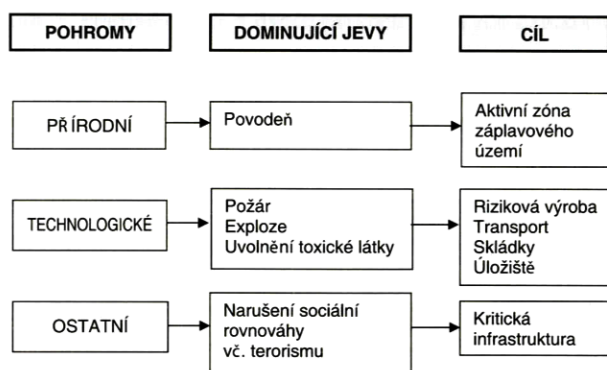 POHROMY
DOMINUJÍCÍ JEVY
CÍL
PŘÍRODNÍ
Povodeň
Aktivní zóna
záplavového
území
TECHNOLOGICKÉ
Požár
Exploze
Uvolnění toxické látky
Riziková výroba
Transport
Skládky
Úložiště
OSTATNÍ
Narušení sociální
rovnováhy
vč. terorismu
Kritická
infrastruktura